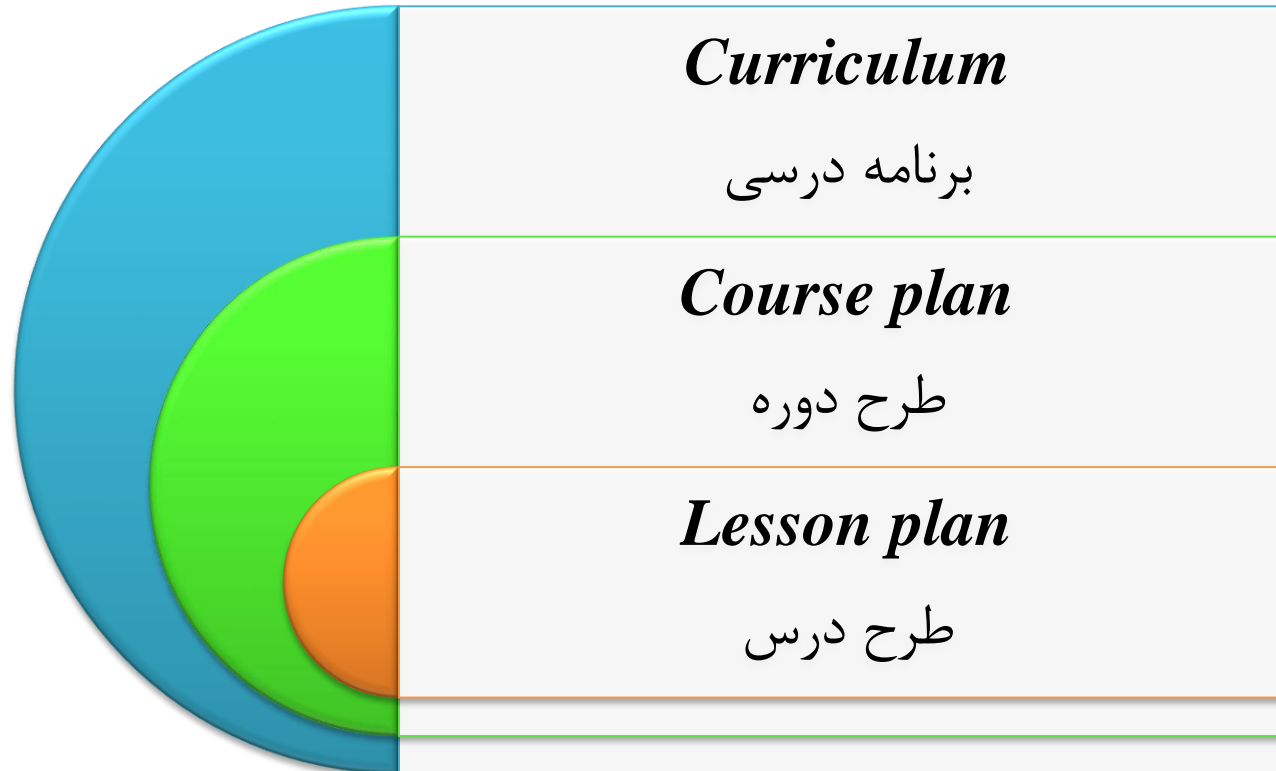 Curriculum
برنامه درسی
Course plan
طرح دوره
Lesson plan
طرح درس